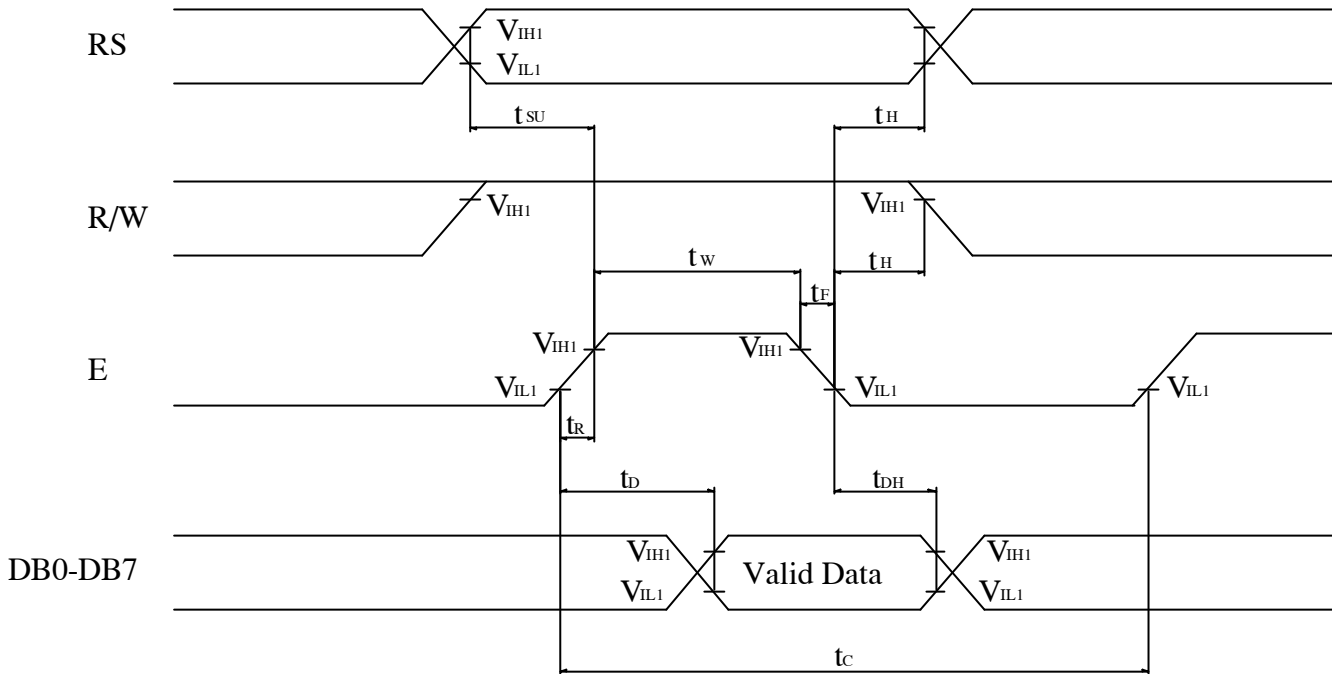 RS
VIH1
VIL1
tSU
tH
R/W
VIH1
VIH1
tW
tH
tF
E
VIH1
VIH1
VIL1
VIL1
VIL1
tR
tD
tDH
DB0-DB7
VIH1
VIH1
Valid Data
VIL1
VIL1
tC